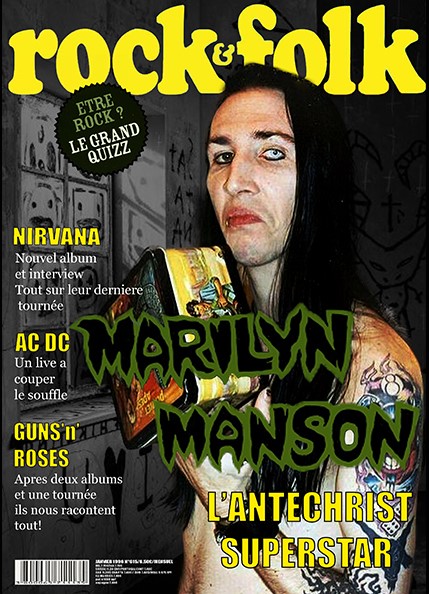 rock&folk
ETRE
ROCK ?
LE GRAND
QUIZZ
NIRVANA
Nouvel album
et interview
Tout sur leur derniere
tournée
AC DC
Un live a
couper
le souffle
GUNS'n'
ROSES
Apres deux albums
et une tournée
ils nous racontent
tout!
MARILYN
MANSON
L'ANTECHRIST
SUPERSTAR